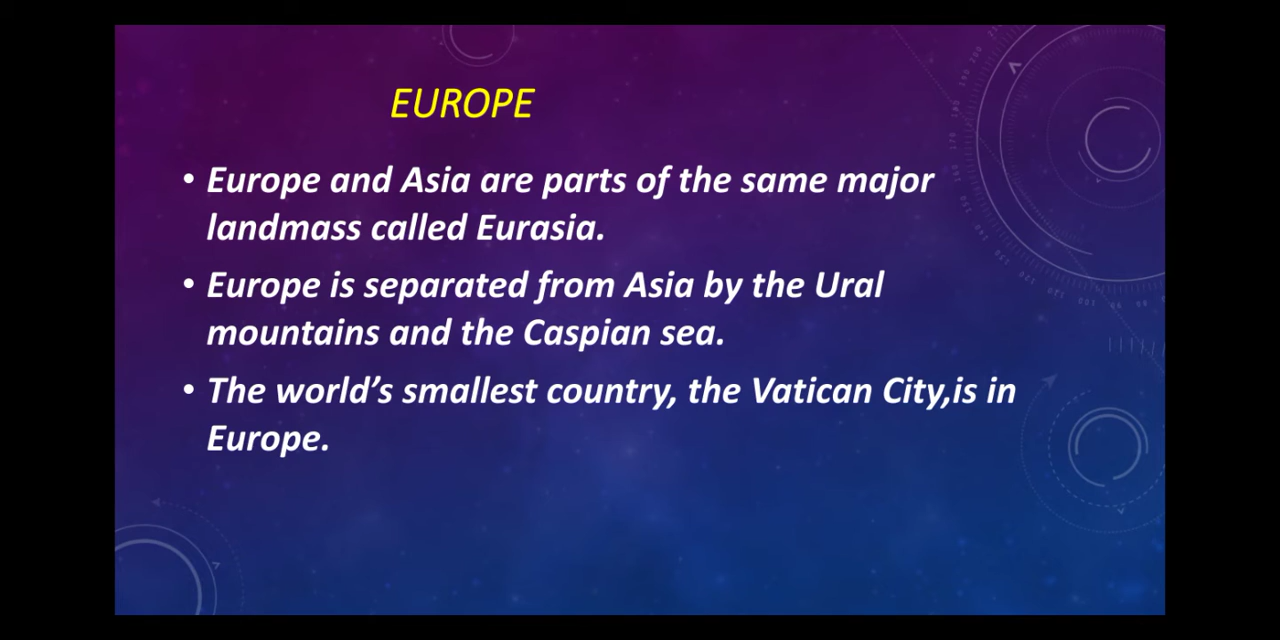 EUROPE
• Europe and Asia are parts of the same major
landmass called Eurasia.
• Europe is separated from Asia by the Ural
mountains and the Caspian sea.
• The world’s smallest country, the Vatican City,is in
Europe.